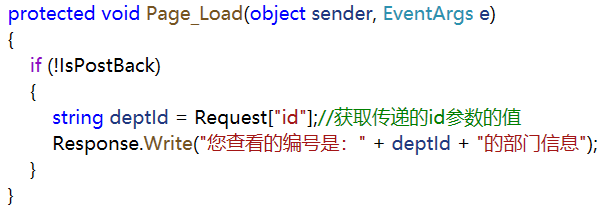 protected void Page_Load(object sender, EventArgs e)
{
if (!IsPostBack)
{
string deptId = Request["id"];//获取传递的id参数的值
Response.Write("您查看的编号是：" + deptId + "的部门信息");
}
}